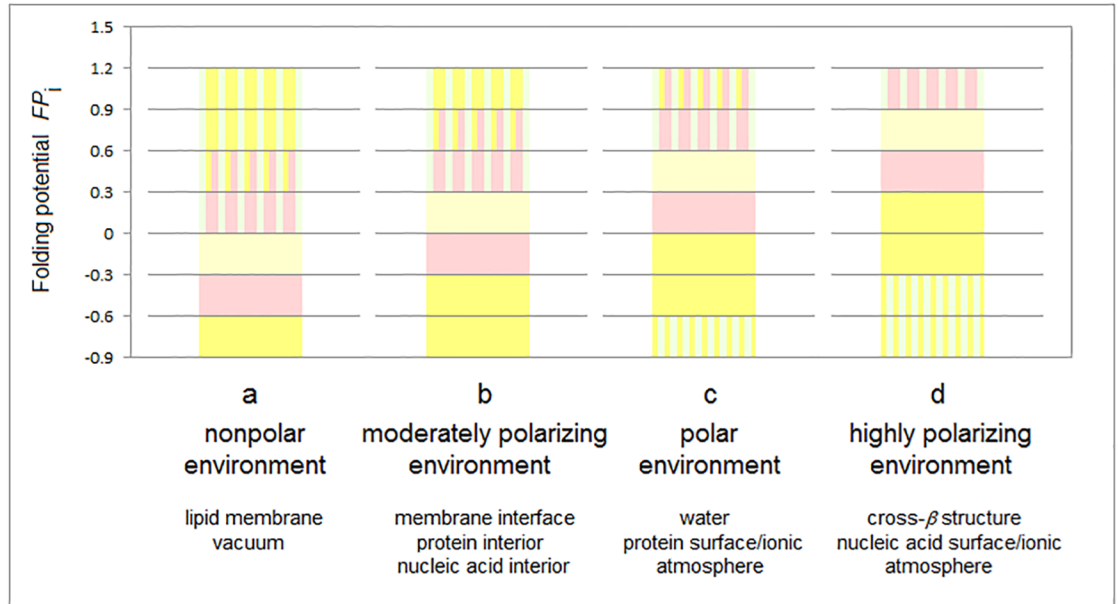 Folding potential FPi
1.5
1.2
0.9
0.6
0.3
0
-0.3
-0.6
-0.9
a
nonpolar
environment
lipid membrane
vacuum
b
moderately polarizing
environment
membrane interface
protein interior
nucleic acid interior
c
polar
environment
water
protein surface/ionic
atmosphere
d
highly polarizing
environment
cross-β structure
nucleic acid surface/ionic
atmosphere